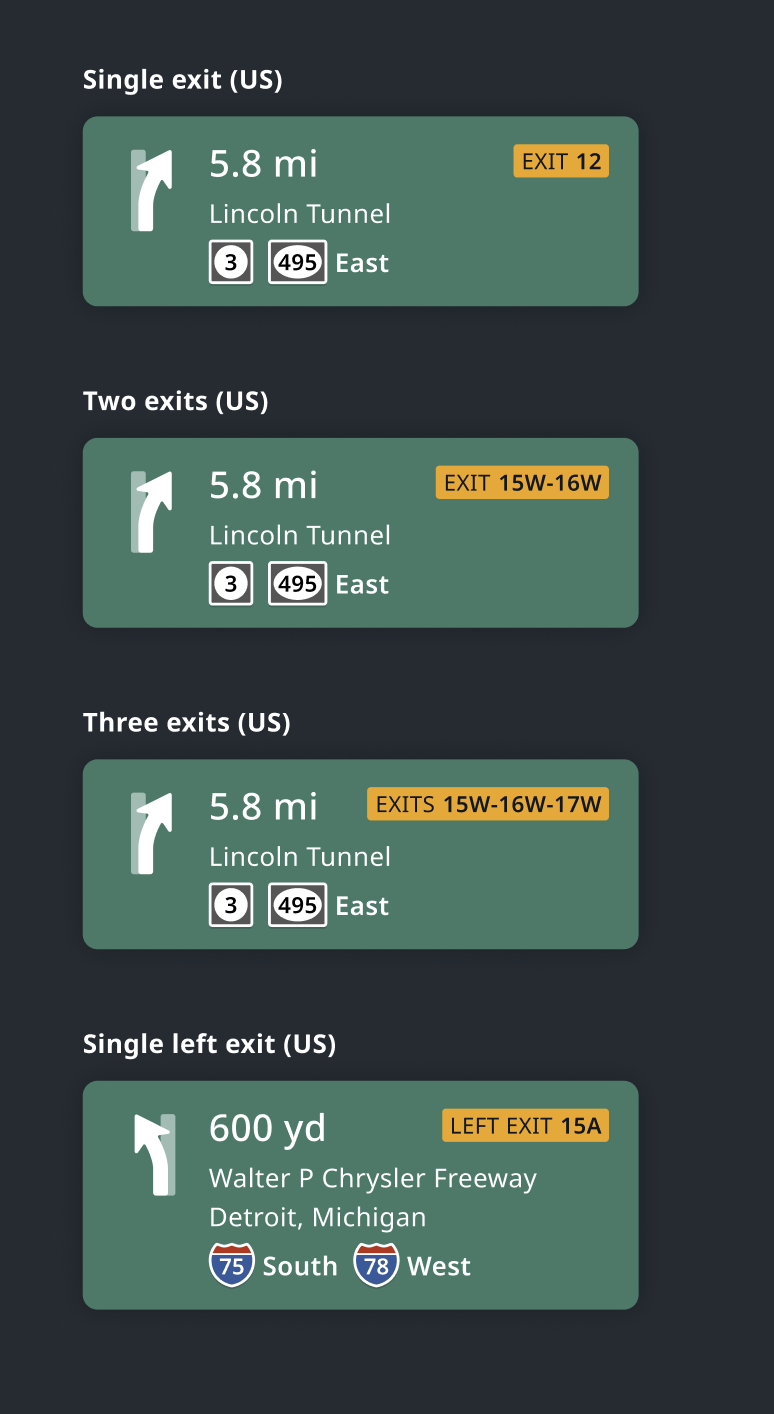 Single exit (US)
5.8 mi
EXIT 12
Lincoln Tunnel
3 495 East
Two exits (US)
5.8 mi
EXIT 15W-16W
Lincoln Tunnel
3 495 East
Three exits (US)
5.8 mi
EXITS 15W-16W-17W
Lincoln Tunnel
3 495 East
Single left exit (US)
600 yd
LEFT EXIT 15A
Walter P Chrysler Freeway
Detroit, Michigan
75 South 78 West